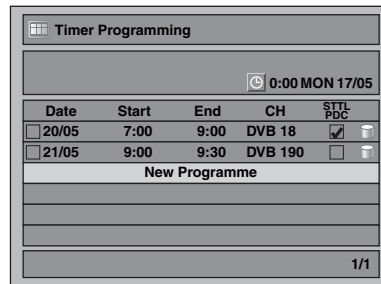 Timer Programming
0:00 MON 17/05
Date Start End CH STTL PDC
20/05 7:00 9:00 DVB 18
21/05 9:00 9:30 DVB 190
New Programme
1/1